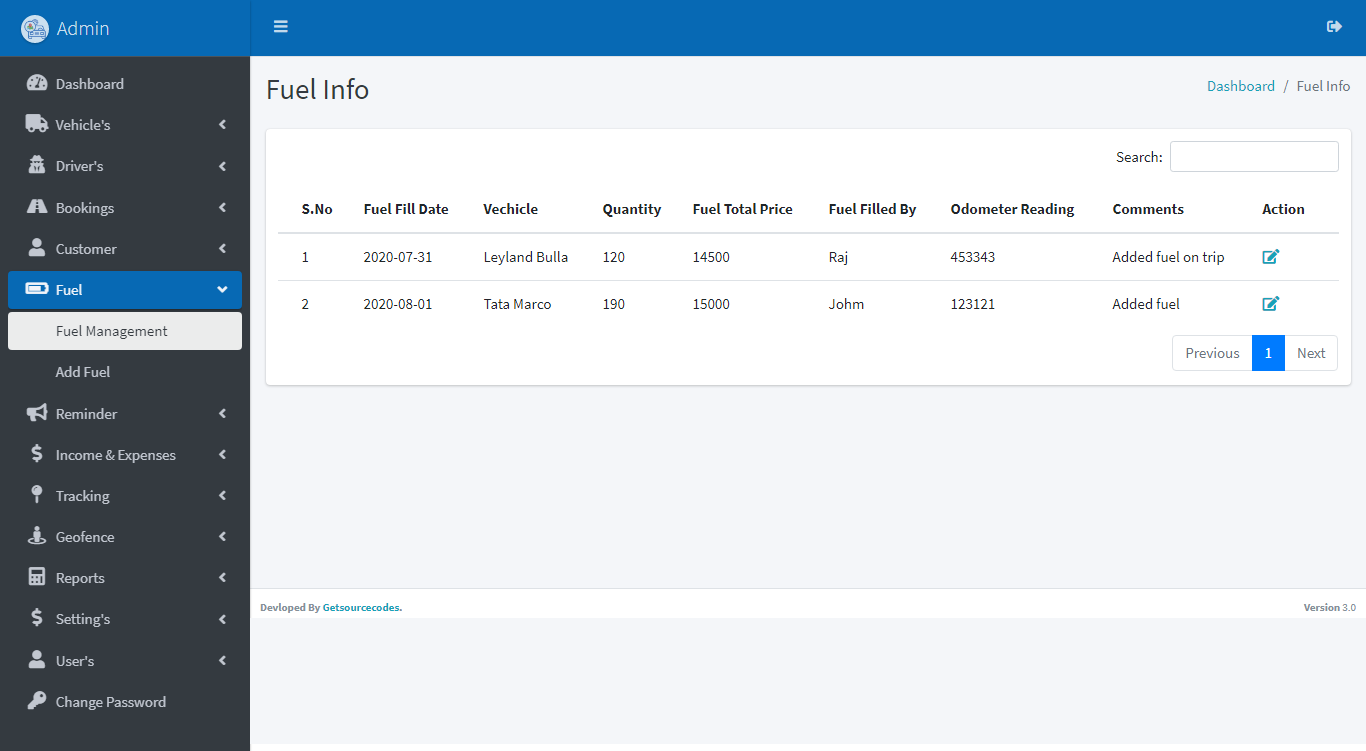 Admin
Dashboard
Vehicle's
Driver's
Bookings
Customer
Fuel
Fuel Management
Add Fuel
Reminder
Income & Expenses
Tracking
Geofence
Reports
Setting's
User's
Change Password
Fuel Info
Dashboard / Fuel Info
Search:
S.No Fuel Fill Date Vechicle Quantity Fuel Total Price Fuel Filled By Odometer Reading Comments Action
1 2020-07-31 Leyland Bulla 120 14500 Raj 453343 Added fuel on trip
2 2020-08-01 Tata Marco 190 15000 Johm 123121 Added fuel
Previous 1 Next
Devloped By Getsourcecodes. Version 3.0